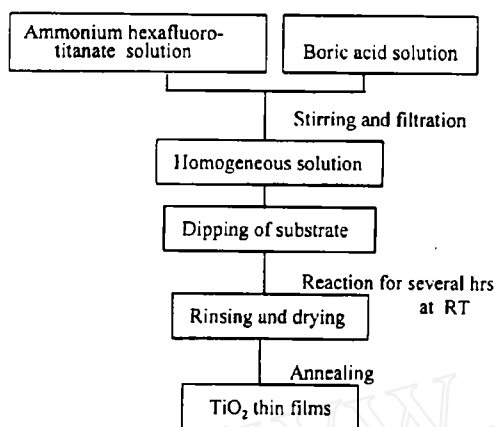 Ammonium hexafluoro-
titanate solution
Boric acid solution
Stirring and filtration
Homogeneous solution
Dipping of substrate
Reaction for several hrs
at RT
Rinsing and drying
Annealing
TiO₂ thin films